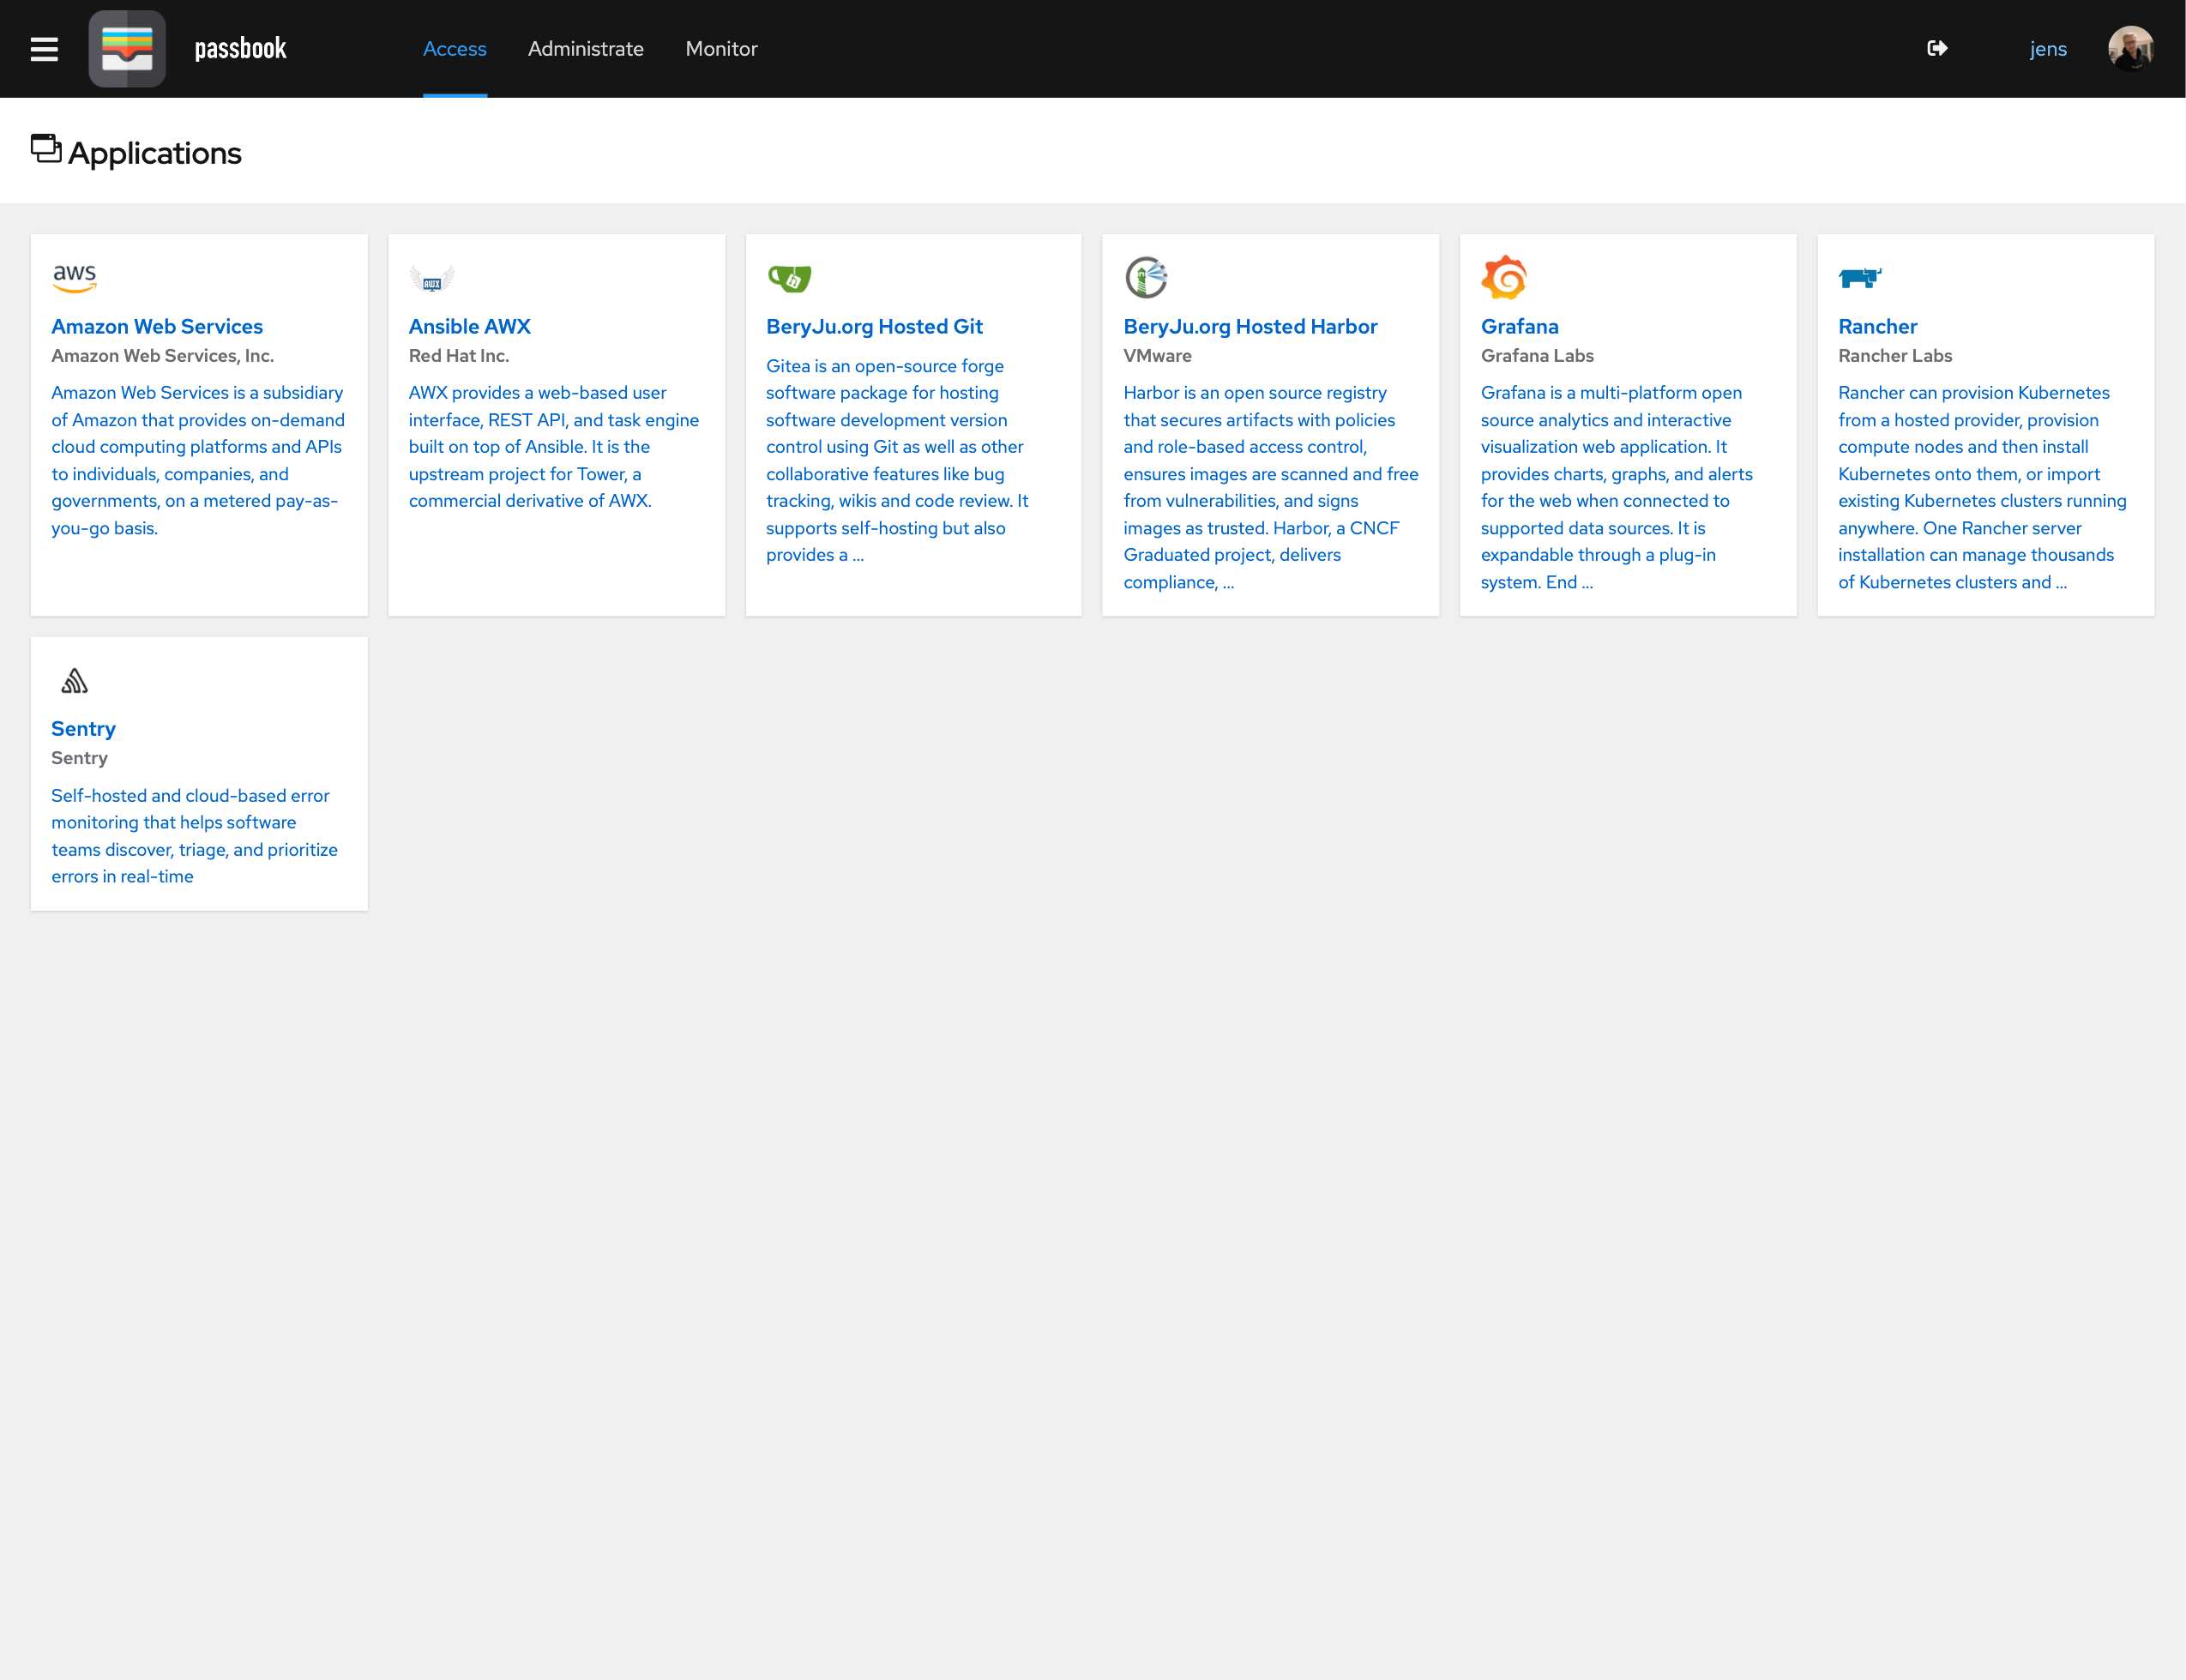 passbook
Access
Administrate
Monitor
jens
Applications
aws
Amazon Web Services
Amazon Web Services, Inc.
Amazon Web Services is a subsidiary
of Amazon that provides on-demand
cloud computing platforms and APIs
to individuals, companies, and
governments, on a metered pay-as-
you-go basis.
AWX
Ansible AWX
Red Hat Inc.
AWX provides a web-based user
interface, REST API, and task engine
built on top of Ansible. It is the
upstream project for Tower, a
commercial derivative of AWX.
BeryJu.org Hosted Git
Gitea is an open-source forge
software package for hosting
software development version
control using Git as well as other
collaborative features like bug
tracking, wikis and code review. It
supports self-hosting but also
provides a ...
BeryJu.org Hosted Harbor
VMware
Harbor is an open source registry
that secures artifacts with policies
and role-based access control,
ensures images are scanned and free
from vulnerabilities, and signs
images as trusted. Harbor, a CNCF
Graduated project, delivers
compliance, ...
Grafana
Grafana Labs
Grafana is a multi-platform open
source analytics and interactive
visualization web application. It
provides charts, graphs, and alerts
for the web when connected to
supported data sources. It is
expandable through a plug-in
system. End ...
Rancher
Rancher Labs
Rancher can provision Kubernetes
from a hosted provider, provision
compute nodes and then install
Kubernetes onto them, or import
existing Kubernetes clusters running
anywhere. One Rancher server
installation can manage thousands
of Kubernetes clusters and ...
Sentry
Sentry
Self-hosted and cloud-based error
monitoring that helps software
teams discover, triage, and prioritize
errors in real-time